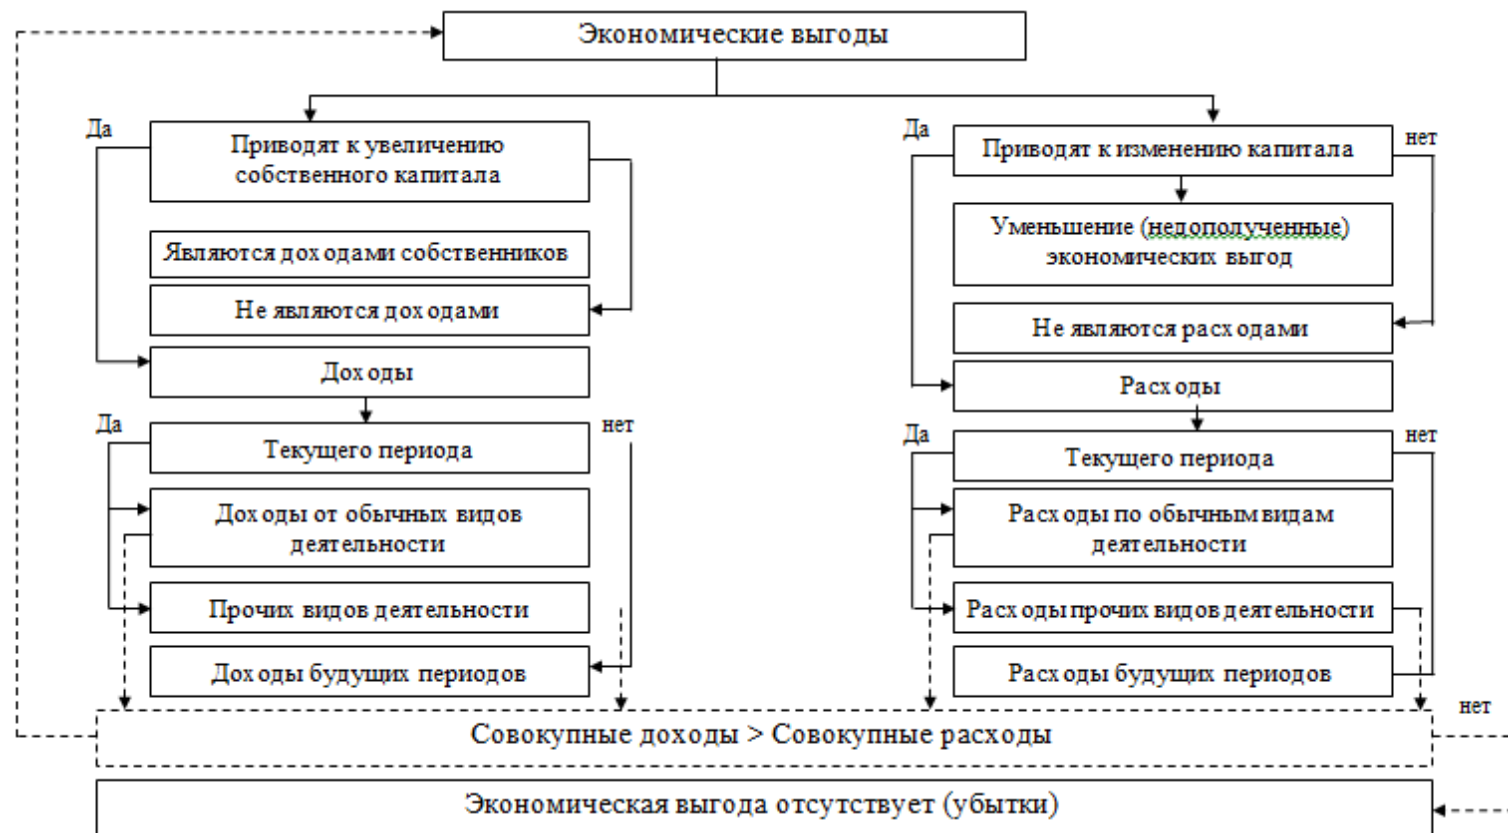 Экономические выгоды
Да
Приводят к увеличению
собственного капитала
Являются доходами собственников
Не являются доходами
Доходы
Да
нет
Текущего периода
Доходы от обычных видов
деятельности
Прочих видов деятельности
Доходы будущих периодов
Да
нет
Приводят к изменению капитала
Уменьшение (недополученные)
экономических выгод
Не являются расходами
Расходы
Да
нет
Текущего периода
Расходы по обычным видам
деятельности
Расходы прочих видов деятельности
Расходы будущих периодов
нет
Совокупные доходы > Совокупные расходы
Экономическая выгода отсутствует (убытки)